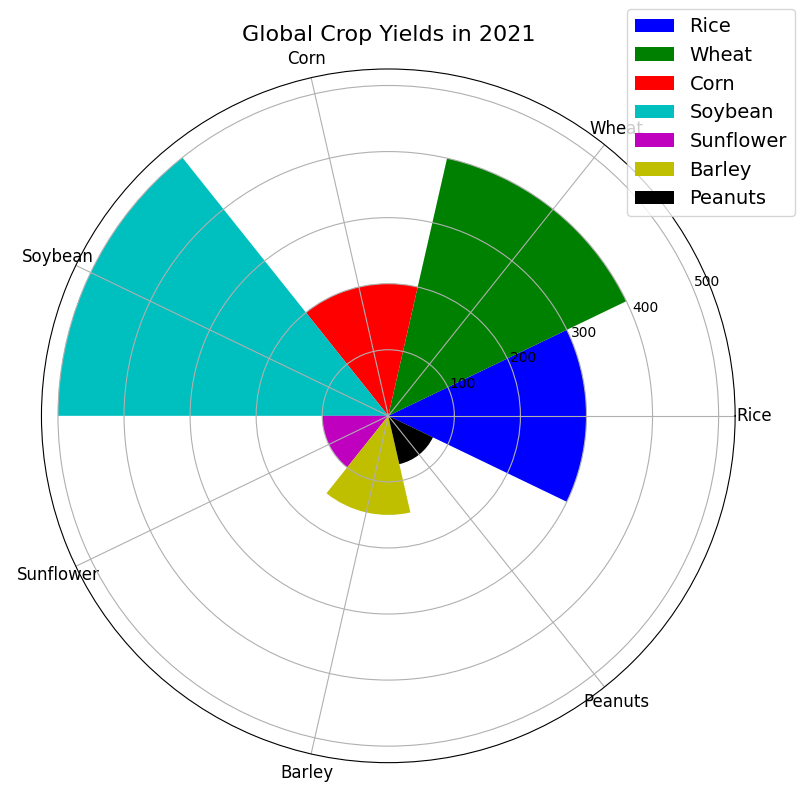 Global Crop Yields in 2021
Rice
Wheat
Corn
Soybean
Sunflower
Barley
Peanuts
Corn
Wheat
Soybean
Rice
Sunflower
Barley
Peanuts
100
200
300
400
500